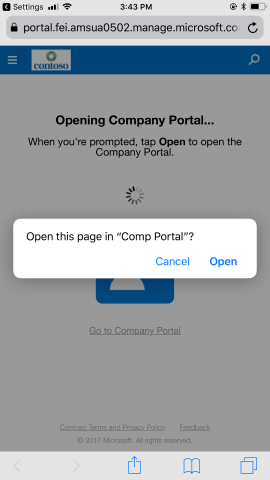 Settings 3:43 PM
portal.fei.amsua0502.manage.microsoft.co
contoso
Opening Company Portal...
When you're prompted, tap Open to open the
Company Portal.
Open this page in “Comp Portal”?
Cancel Open
Go to Company Portal
Contoso Terms and Privacy Policy Feedback
© 2017 Microsoft. All rights reserved.